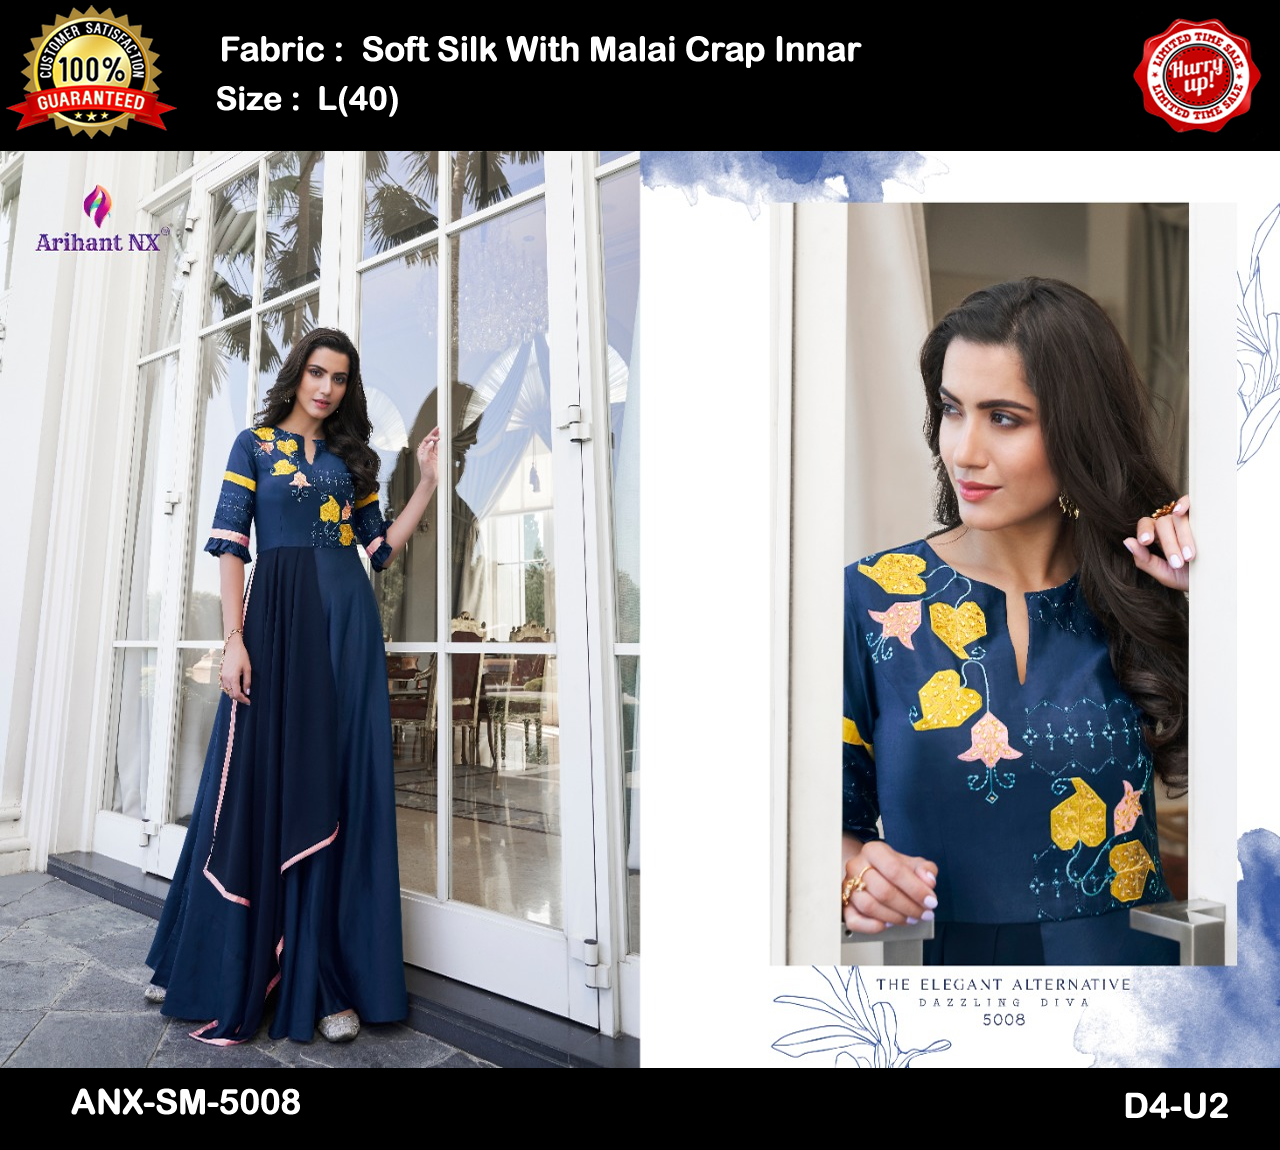 CUSTOMER SATISFACTION
100%
GUARANTEED
Fabric :  Soft Silk With Malai Crap Innar
Size :  L(40)
LIMITED TIME SALE
Hurry
up!
LIMITED TIME SALE
Arihant NX
THE ELEGANT ALTERNATIVE
DAZZLING DIVA
5008
ANX-SM-5008
D4-U2